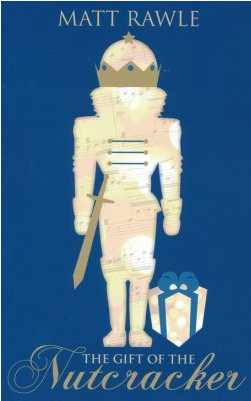 MATT RAWLE
THE GIFT OF THE
Nutcracker